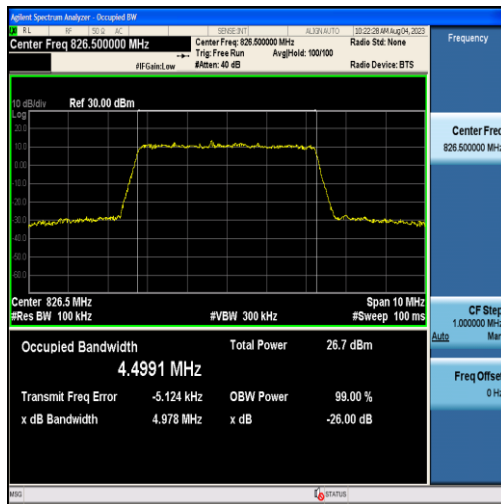 Agilent Spectrum Analyzer - Occupied BW
RL RF 50 Ω AC SENSE:INT ALIGN AUTO 10:22:28 AM Aug 04, 2023
Center Freq 826.500000 MHz Center Freq: 826.500000 MHz Radio Std: None Frequency
Trig: Free Run Avg|Hold: 100/100
#IFGain:Low #Atten: 40 dB Radio Device: BTS
10 dB/div Ref 30.00 dBm
Log
20.0
10.0
0.00
-10.0
-20.0
-30.0
-40.0
-50.0
-60.0
Center Freq
826.500000 MHz
Center 826.5 MHz Span 10 MHz
#Res BW 100 kHz #VBW 300 kHz #Sweep 100 ms
CF Step
1.000000 MHz
Auto Man
Occupied Bandwidth Total Power 26.7 dBm
4.4991 MHz
Transmit Freq Error -5.124 kHz OBW Power 99.00 %
x dB Bandwidth 4.978 MHz x dB -26.00 dB
Freq Offset
0 Hz
MSG STATUS